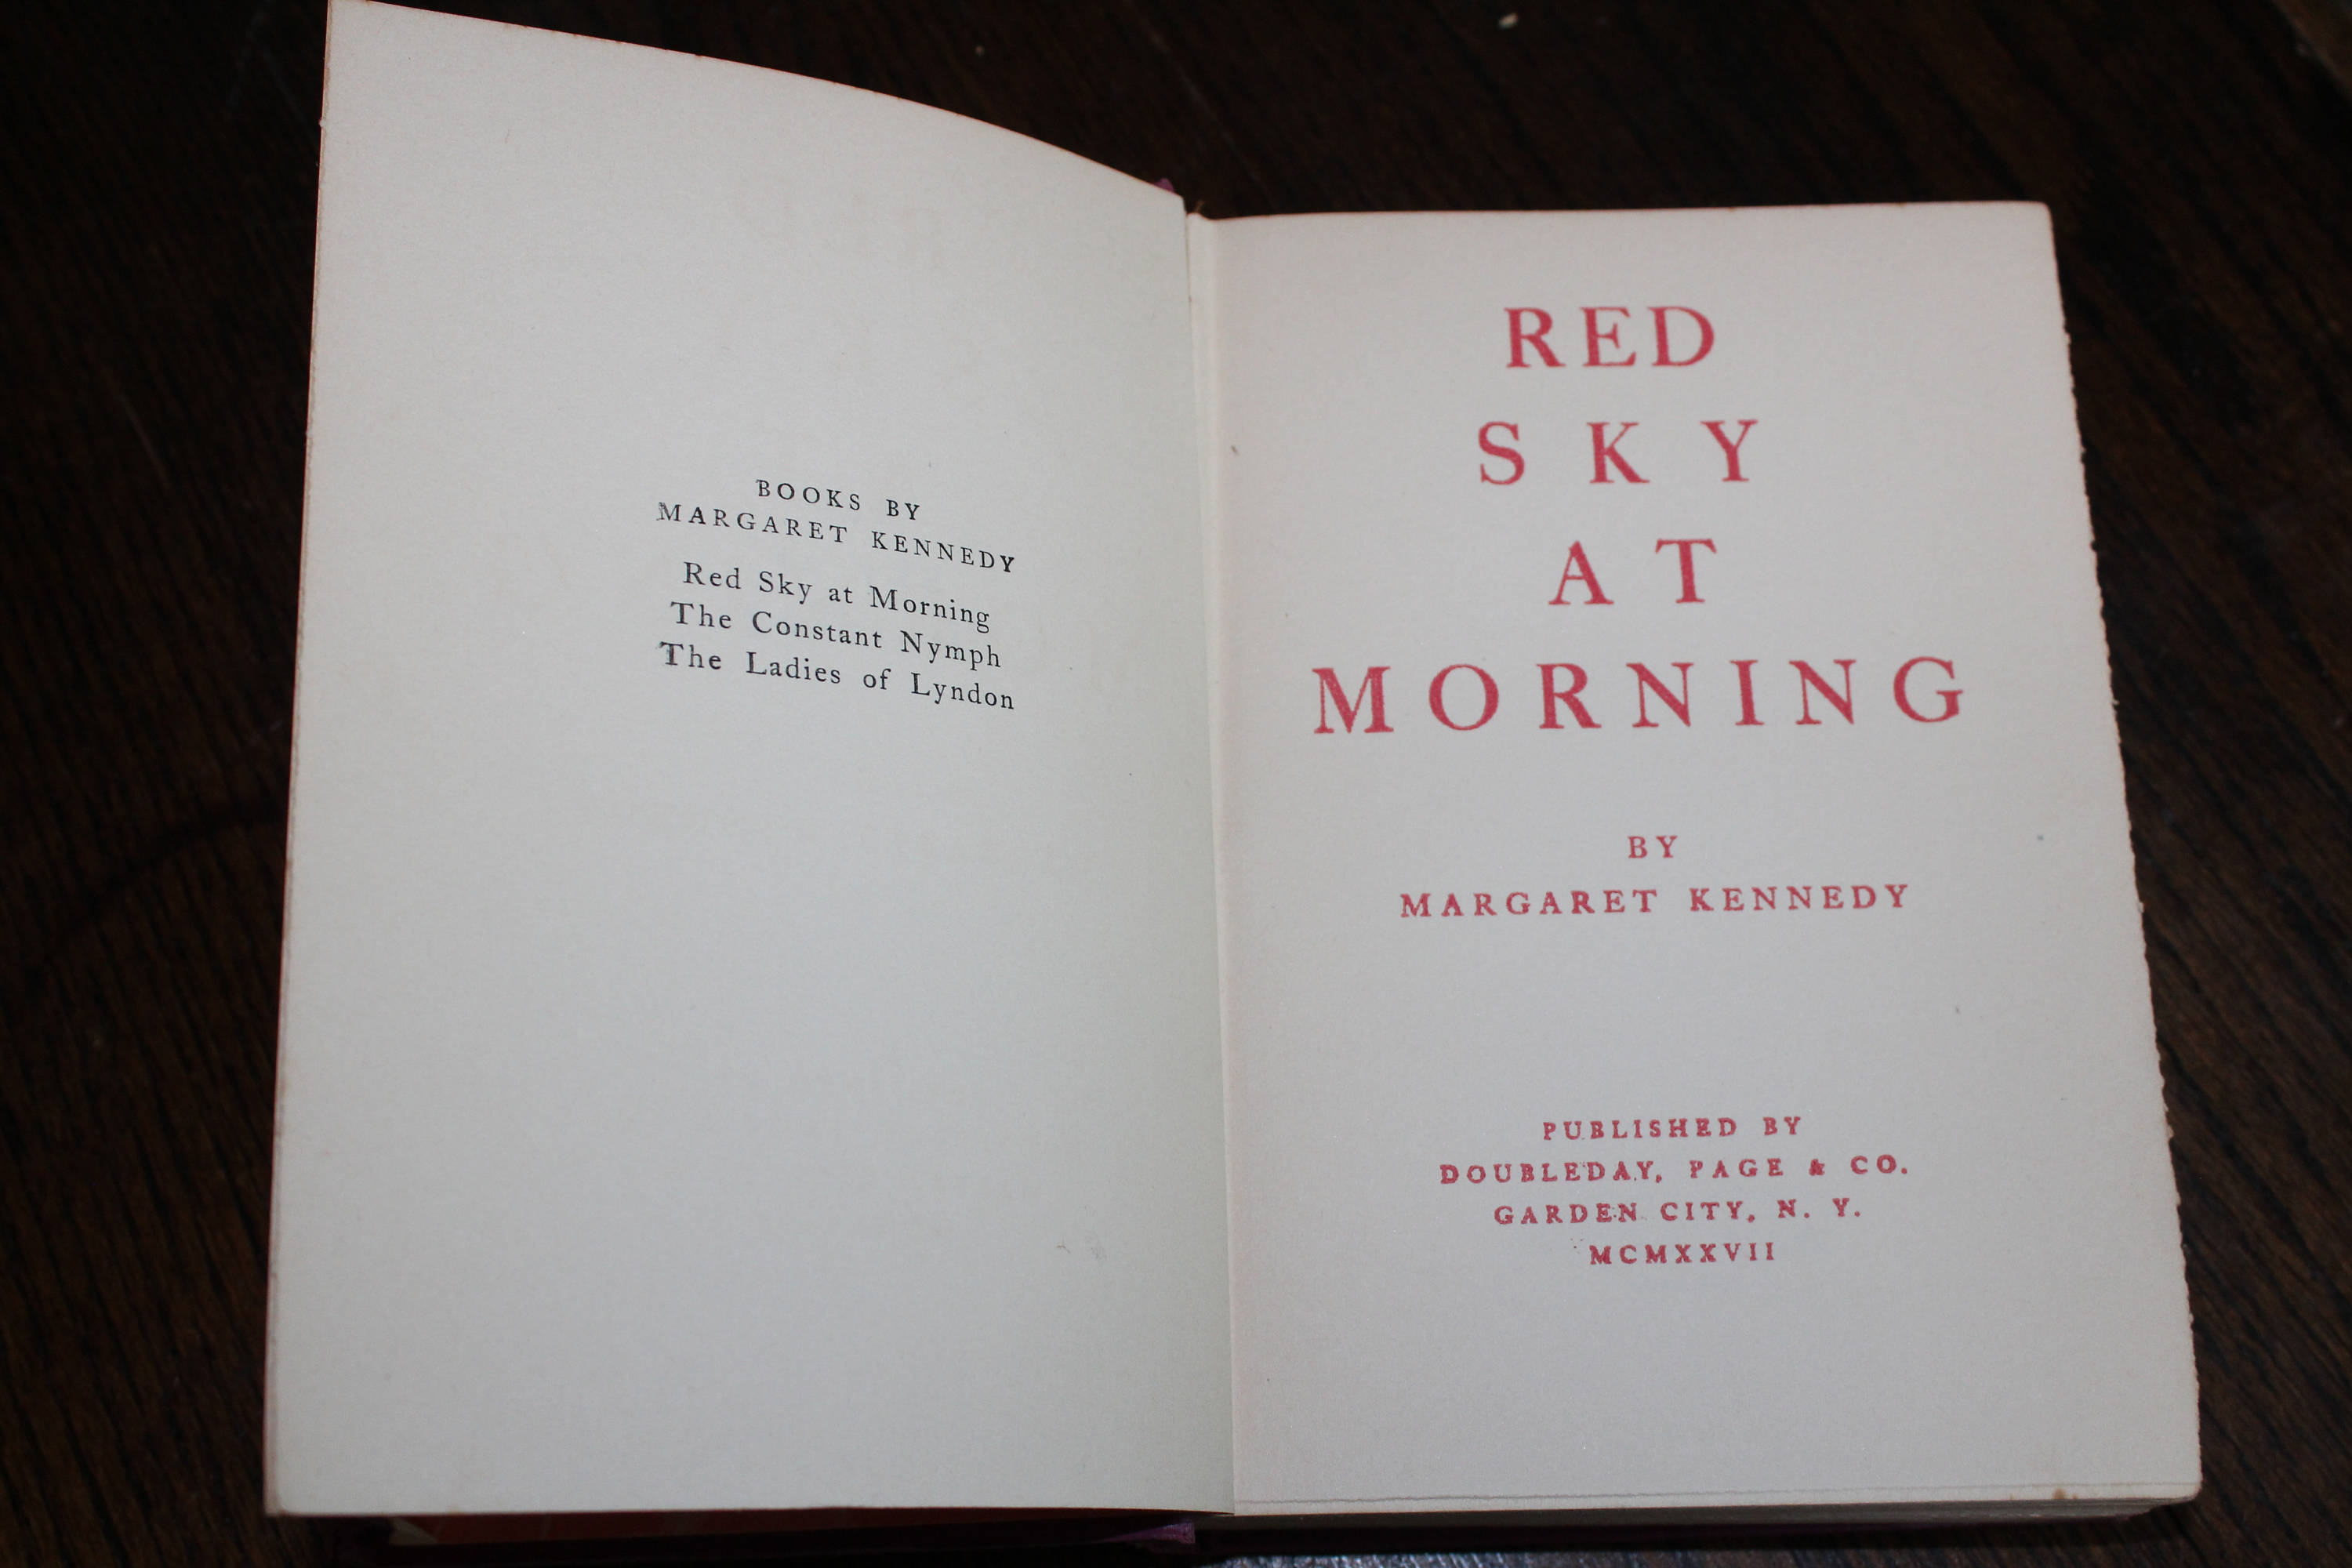 BOOKS BY
MARGARET KENNEDY
Red Sky at Morning
The Constant Nymph
The Ladies of Lyndon
RED
SKY
AT
MORNING
BY
MARGARET KENNEDY
PUBLISHED BY
DOUBLEDAY, PAGE & CO.
GARDEN CITY, N. Y.
MCMXXVII